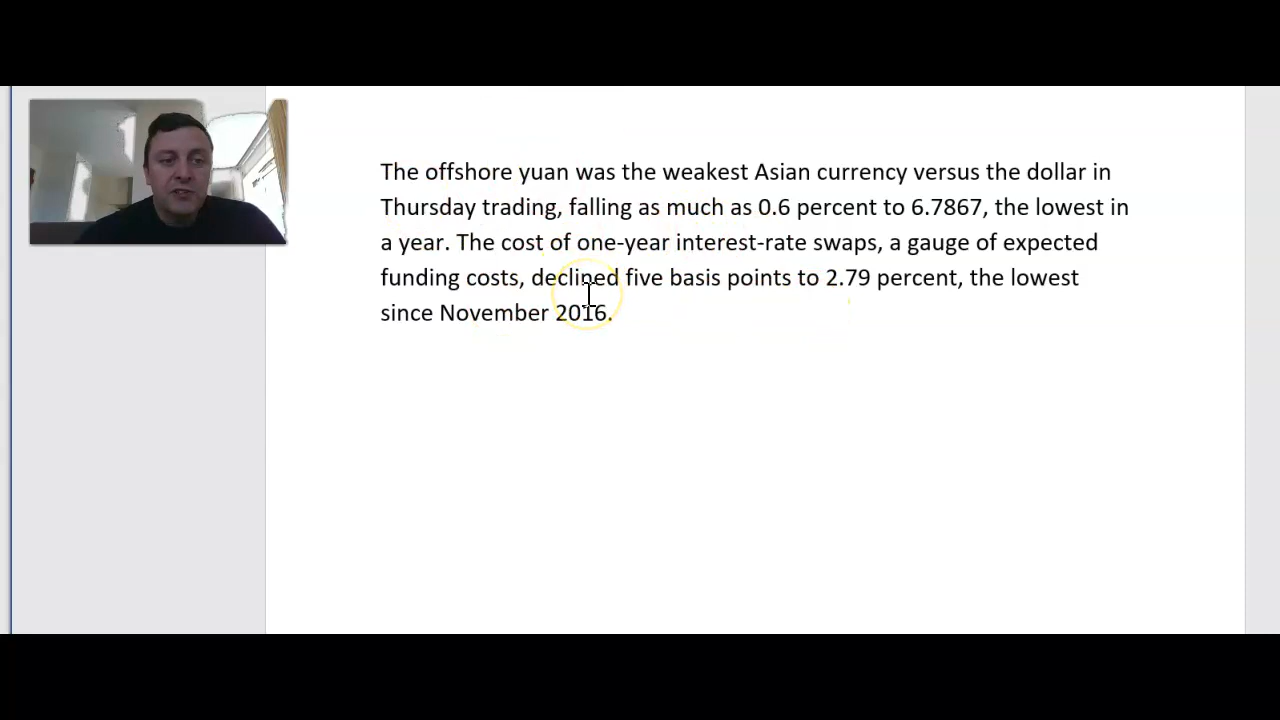 The offshore yuan was the weakest Asian currency versus the dollar in
Thursday trading, falling as much as 0.6 percent to 6.7867, the lowest in
a year. The cost of one-year interest-rate swaps, a gauge of expected
funding costs, declined five basis points to 2.79 percent, the lowest
since November 2016.